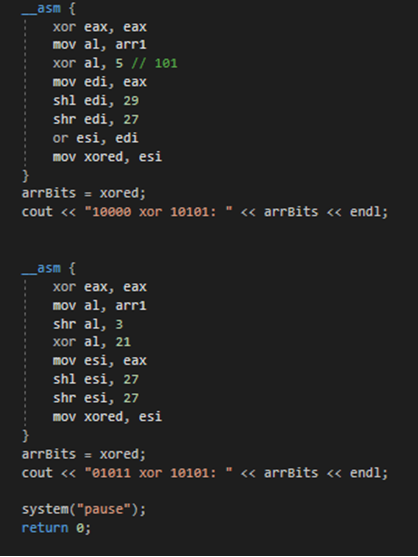 __asm {
xor eax, eax
mov al, arr1
xor al, 5 // 101
mov edi, eax
shl edi, 29
shr edi, 27
or esi, edi
mov xored, esi
}
arrBits = xored;
cout << "10000 xor 10101: " << arrBits << endl;
__asm {
xor eax, eax
mov al, arr1
shr al, 3
xor al, 21
mov esi, eax
shl esi, 27
shr esi, 27
mov xored, esi
}
arrBits = xored;
cout << "01011 xor 10101: " << arrBits << endl;
system("pause");
return 0;